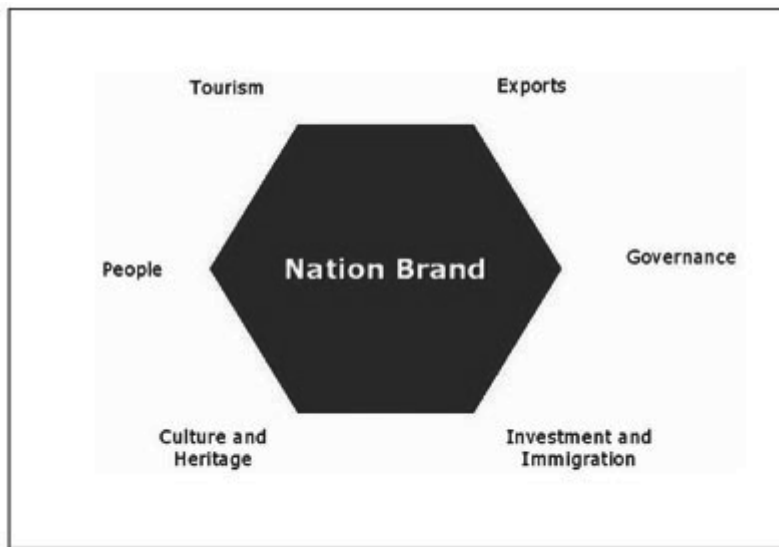 Tourism
Exports
People
Nation Brand
Governance
Culture and
Heritage
Investment and
Immigration